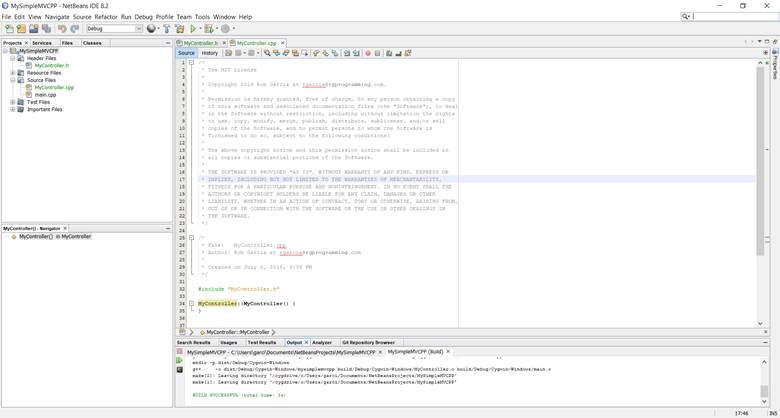 MySimpleMVCPP - NetBeans IDE 8.2
File Edit View Navigate Source Refactor Run Debug Profile Team Tools Window Help
Debug
Projects Services Files Classes
MySimpleMVCPP
Header Files
MyController.h
Resource Files
Source Files
MyController.cpp
main.cpp
Test Files
Important Files
MyController() - Navigator
MyController() :: in MyController
MyController.h MyController.cpp
Source History
1 /*
2 * The MIT License
3 *
4 * Copyright 2018 Rob Garcia at rgarcia@rgprogramming.com.
5 *
6 * Permission is hereby granted, free of charge, to any person obtaining a copy
7 * of this software and associated documentation files (the "Software"), to deal
8 * in the Software without restriction, including without limitation the rights
9 * to use, copy, modify, merge, publish, distribute, sublicense, and/or sell
10 * copies of the Software, and to permit persons to whom the Software is
11 * furnished to do so, subject to the following conditions:
12 *
13 * The above copyright notice and this permission notice shall be included in
14 * all copies or substantial portions of the Software.
15 *
16 * THE SOFTWARE IS PROVIDED "AS IS", WITHOUT WARRANTY OF ANY KIND, EXPRESS OR
17 * IMPLIED, INCLUDING BUT NOT LIMITED TO THE WARRANTIES OF MERCHANTABILITY,
18 * FITNESS FOR A PARTICULAR PURPOSE AND NONINFRINGEMENT. IN NO EVENT SHALL THE
19 * AUTHORS OR COPYRIGHT HOLDERS BE LIABLE FOR ANY CLAIM, DAMAGES OR OTHER
20 * LIABILITY, WHETHER IN AN ACTION OF CONTRACT, TORT OR OTHERWISE, ARISING FROM,
21 * OUT OF OR IN CONNECTION WITH THE SOFTWARE OR THE USE OR OTHER DEALINGS IN
22 * THE SOFTWARE.
23 */
24
25 /*
26 * File: MyController.cpp
27 * Author: Rob Garcia at rgarcia@rgprogramming.com
28 *
29 * Created on July 2, 2018, 5:38 PM
30 */
31
32 #include "MyController.h"
33
34 MyController::MyController() {
35 }
36
37
Properties
MyController::MyController
Search Results Usages Test Results Output Analyzer Git Repository Browser
MySimpleMVCPP - C:\Users\garci\Documents\NetBeansProjects\MySimpleMVCPP MySimpleMVCPP (Build)
mkdir -p dist/Debug/Cygwin-Windows
g++ -o dist/Debug/Cygwin-Windows/mysimplemvcpp build/Debug/Cygwin-Windows/MyController.o build/Debug/Cygwin-Windows/main.o
make[2]: Leaving directory '/cygdrive/c/Users/garci/Documents/NetBeansProjects/MySimpleMVCPP'
make[1]: Leaving directory '/cygdrive/c/Users/garci/Documents/NetBeansProjects/MySimpleMVCPP'
BUILD SUCCESSFUL (total time: 3s)
17:46 INS